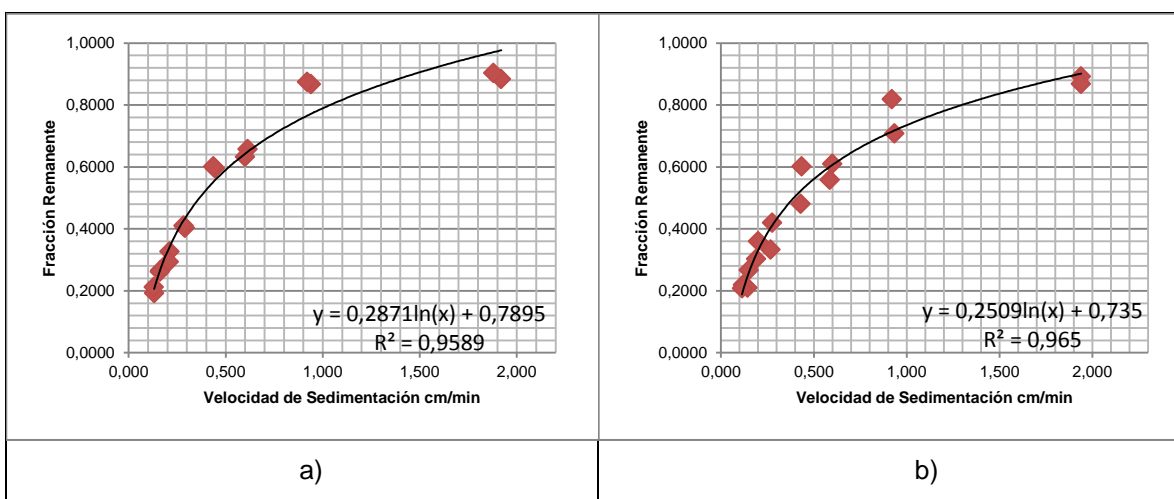 1,0000
0,8000
0,6000
0,4000
0,2000
0,0000
Fracción Remanente
y = 0,2871ln(x) + 0,7895
R² = 0,9589
0,000 0,500 1,000 1,500 2,000
Velocidad de Sedimentación cm/min
a)
1,0000
0,8000
0,6000
0,4000
0,2000
0,0000
Fracción Remanente
y = 0,2509ln(x) + 0,735
R² = 0,965
0,000 0,500 1,000 1,500 2,000
Velocidad de Sedimentación cm/min
b)